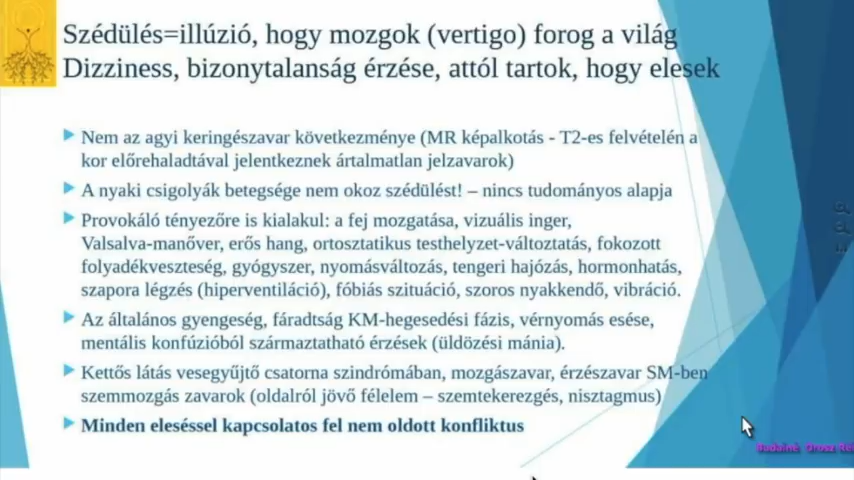 Szédülés=illúzió, hogy mozgok (vertigo) forog a világ
Dizziness, bizonytalanság érzése, attól tartok, hogy elesek
Nem az agyi keringészavar következménye (MR képalkotás - T2-es felvételén a
kor előrehaladtával jelentkeznek ártalmatlan jelzavarok)
A nyaki csigolyák betegsége nem okoz szédülést! – nincs tudományos alapja
Provokáló tényezőre is kialakul: a fej mozgatása, vizuális inger,
Valsalva-manőver, erős hang, ortosztatikus testhelyzet-változtatás, fokozott
folyadékveszteség, gyógyszer, nyomásváltozás, tengeri hajózás, hormonhatás,
szapora légzés (hiperventiláció), fóbiás szituáció, szoros nyakkendő, vibráció.
Az általános gyengeség, fáradtság KM-hegesedési fázis, vérnyomás esése,
mentális konfúzióból származtatható érzések (üldözési mánia).
Kettős látás vesegyűjtő csatorna szindrómában, mozgászavar, érzészavar SM-ben
szemmozgás zavarok (oldalról jövő félelem – szemtekerezgés, nisztagmus)
Minden eleséssel kapcsolatos fel nem oldott konfliktus